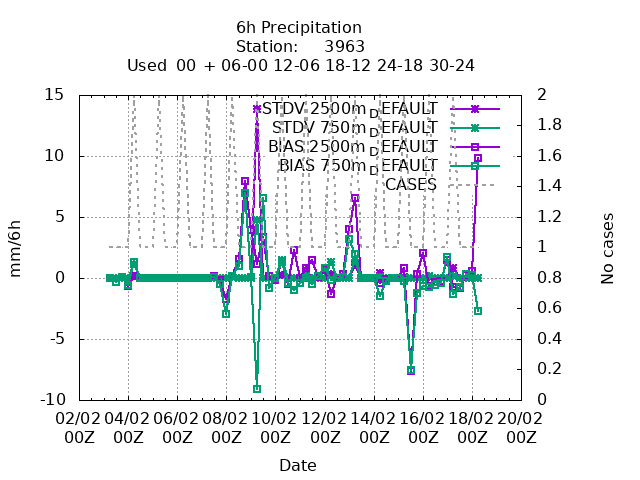 6h Precipitation
Station: 3963
Used 00 + 06-00 12-06 18-12 24-18 30-24
STDV 2500m_DEFAULT
STDV 750m_DEFAULT
BIAS 2500m_DEFAULT
BIAS 750m_DEFAULT
CASES
15
10
5
0
-5
-10
mm/6h
2
1.8
1.6
1.4
1.2
1
0.8
0.6
0.4
0.2
0
No cases
02/02 04/02 06/02 08/02 10/02 12/02 14/02 16/02 18/02 20/02
00Z 00Z 00Z 00Z 00Z 00Z 00Z 00Z 00Z 00Z
Date